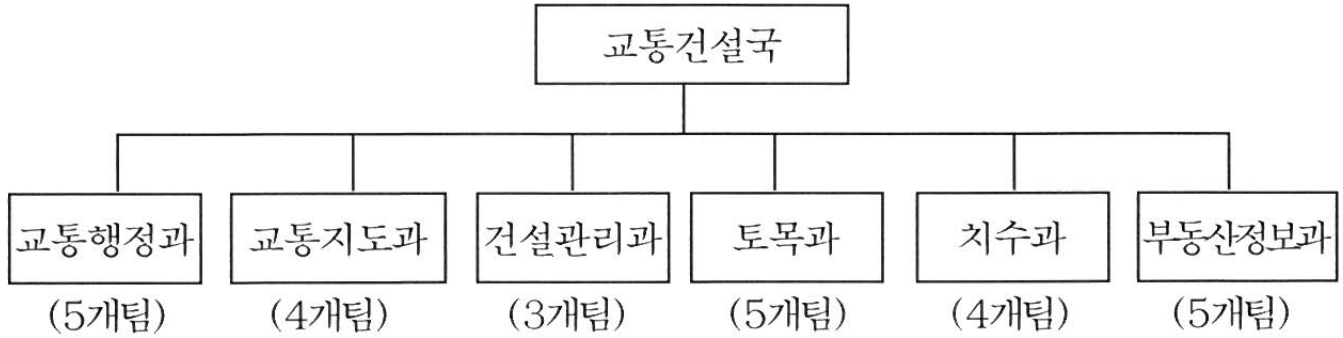 교통건설국
교통행정과 교통지도과 건설관리과 토목과 치수과 부동산정보과
(5개팀) (4개팀) (3개팀) (5개팀) (4개팀) (5개팀)